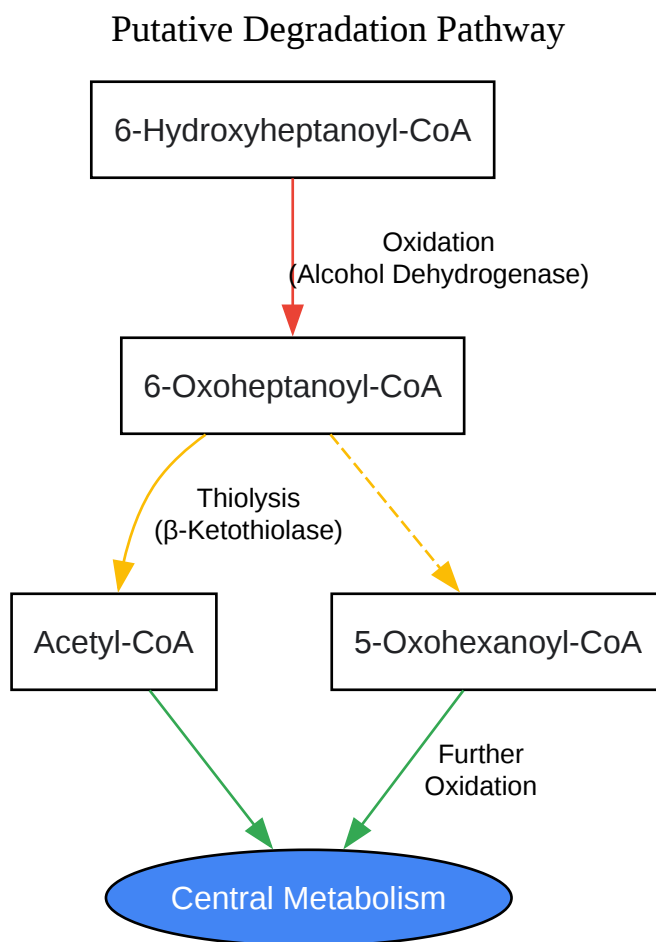 Putative Degradation Pathway
6-Hydroxyheptanoyl-CoA
Oxidation
(Alcohol Dehydrogenase)
6-Oxoheptanoyl-CoA
Thiolysis
(β-Ketothiolase)
Acetyl-CoA
5-Oxohexanoyl-CoA
Further
Oxidation
Central Metabolism